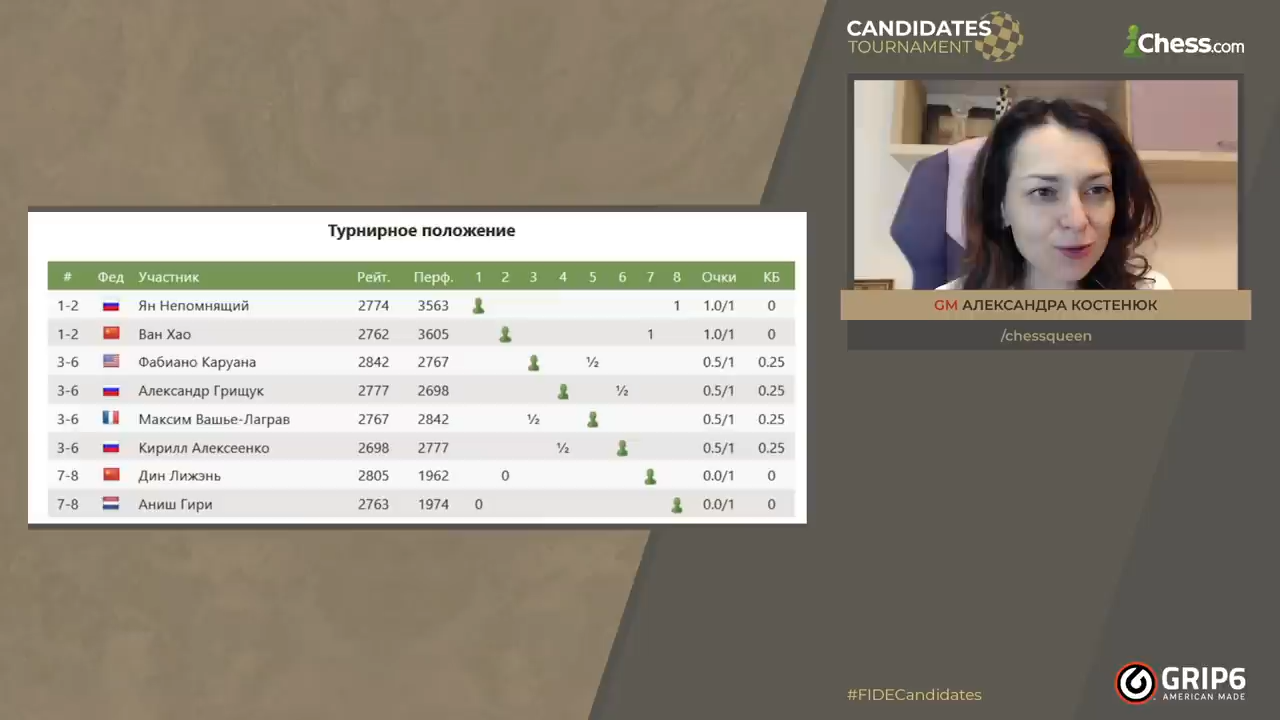 CANDIDATES
TOURNAMENT
Chess.com
Турнирное положение
# Фед Участник Рейт. Перф. 1 2 3 4 5 6 7 8 Очки КБ
1-2 Ян Непомнящий 2774 3563 1 1.0/1 0
1-2 Ван Хао 2762 3605 1 1.0/1 0
3-6 Фабиано Каруана 2842 2767 ½ 0.5/1 0.25
3-6 Александр Грищук 2777 2698 ½ 0.5/1 0.25
3-6 Максим Вашье-Лаграв 2767 2842 ½ 0.5/1 0.25
3-6 Кирилл Алексеенко 2698 2777 ½ 0.5/1 0.25
7-8 Дин Лижэнь 2805 1962 0 0.0/1 0
7-8 Аниш Гири 2763 1974 0 0.0/1 0
GM АЛЕКСАНДРА КОСТЕНЮК
/chessqueen
#FIDECandidates
GRIP6
AMERICAN MADE